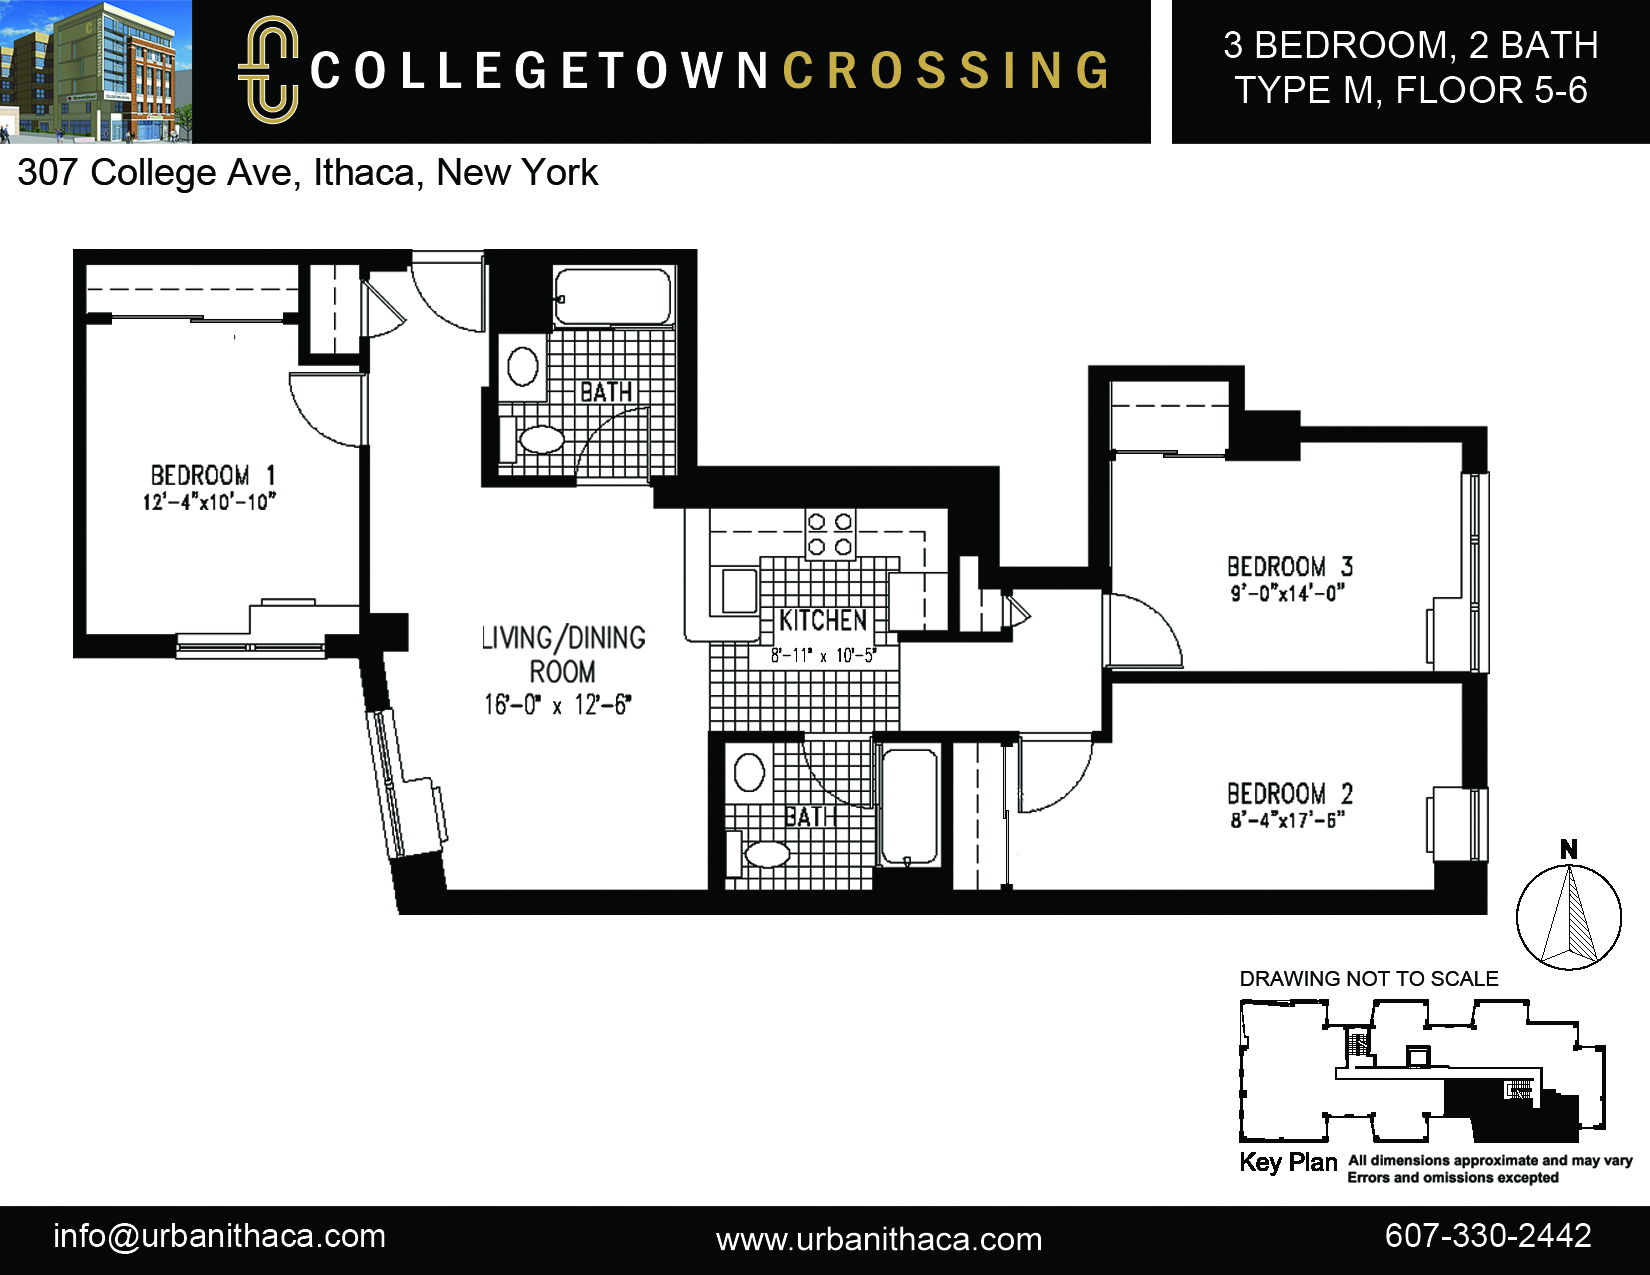 COLLEGETOWNCROSSING
3 BEDROOM, 2 BATH
TYPE M, FLOOR 5-6
307 College Ave, Ithaca, New York
BATH
BEDROOM 1
12'-4"x10'-10"
BEDROOM 3
9'-0"x14'-0"
KITCHEN
8'-11" x 10'-5"
LIVING/DINING
ROOM
16'-0" x 12'-6"
BATH
BEDROOM 2
8'-4"x17'-6"
N
DRAWING NOT TO SCALE
Key Plan
All dimensions approximate and may vary
Errors and omissions excepted
info@urbanithaca.com
www.urbanithaca.com
607-330-2442